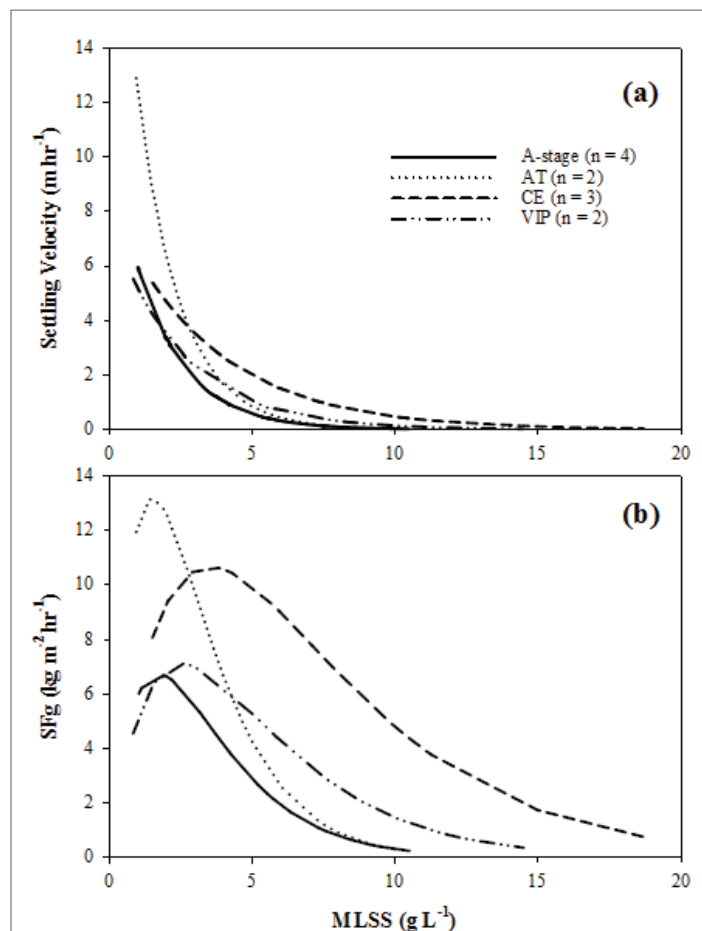 14
12
10
8
6
4
2
0
Settling Velocity (m hr⁻¹)
(a)
A-stage (n = 4)
AT (n = 2)
CE (n = 3)
VIP (n = 2)
0 5 10 15 20
14
12
10
8
6
4
2
0
SFg (kg m⁻² hr⁻¹)
(b)
0 5 10 15 20
MLSS (g L⁻¹)